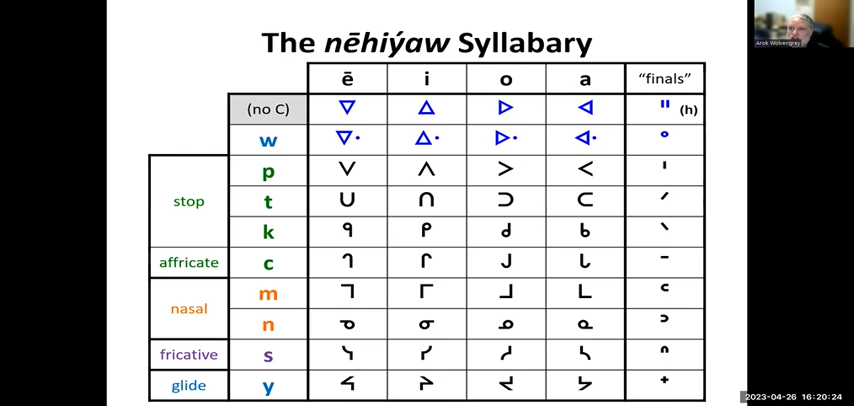 The nēhiýaw Syllabary
ē i o a “finals”
(no C) ᐁ ᐃ ᐅ ᐊ ᐦ (h)
w ᐍ ᐏ ᐒ ᐘ ᐤ
stop
p ᐯ ᐱ ᐳ ᐸ ᑊ
t ᑌ ᑎ ᑐ ᑕ ᐟ
k ᑫ ᑭ ᑯ ᑲ ᐠ
affricate c ᒉ ᒋ ᒍ ᒐ ᐨ
nasal
m ᒣ ᒥ ᒧ ᒪ ᒼ
n ᓀ ᓂ ᓄ ᓇ ᐣ
fricative s ᓭ ᓯ ᓱ ᓴ ᐢ
glide y ᔦ ᔨ ᔪ ᔭ ᐩ
Arok Wolvengrey
2023-04-26 16:20:24